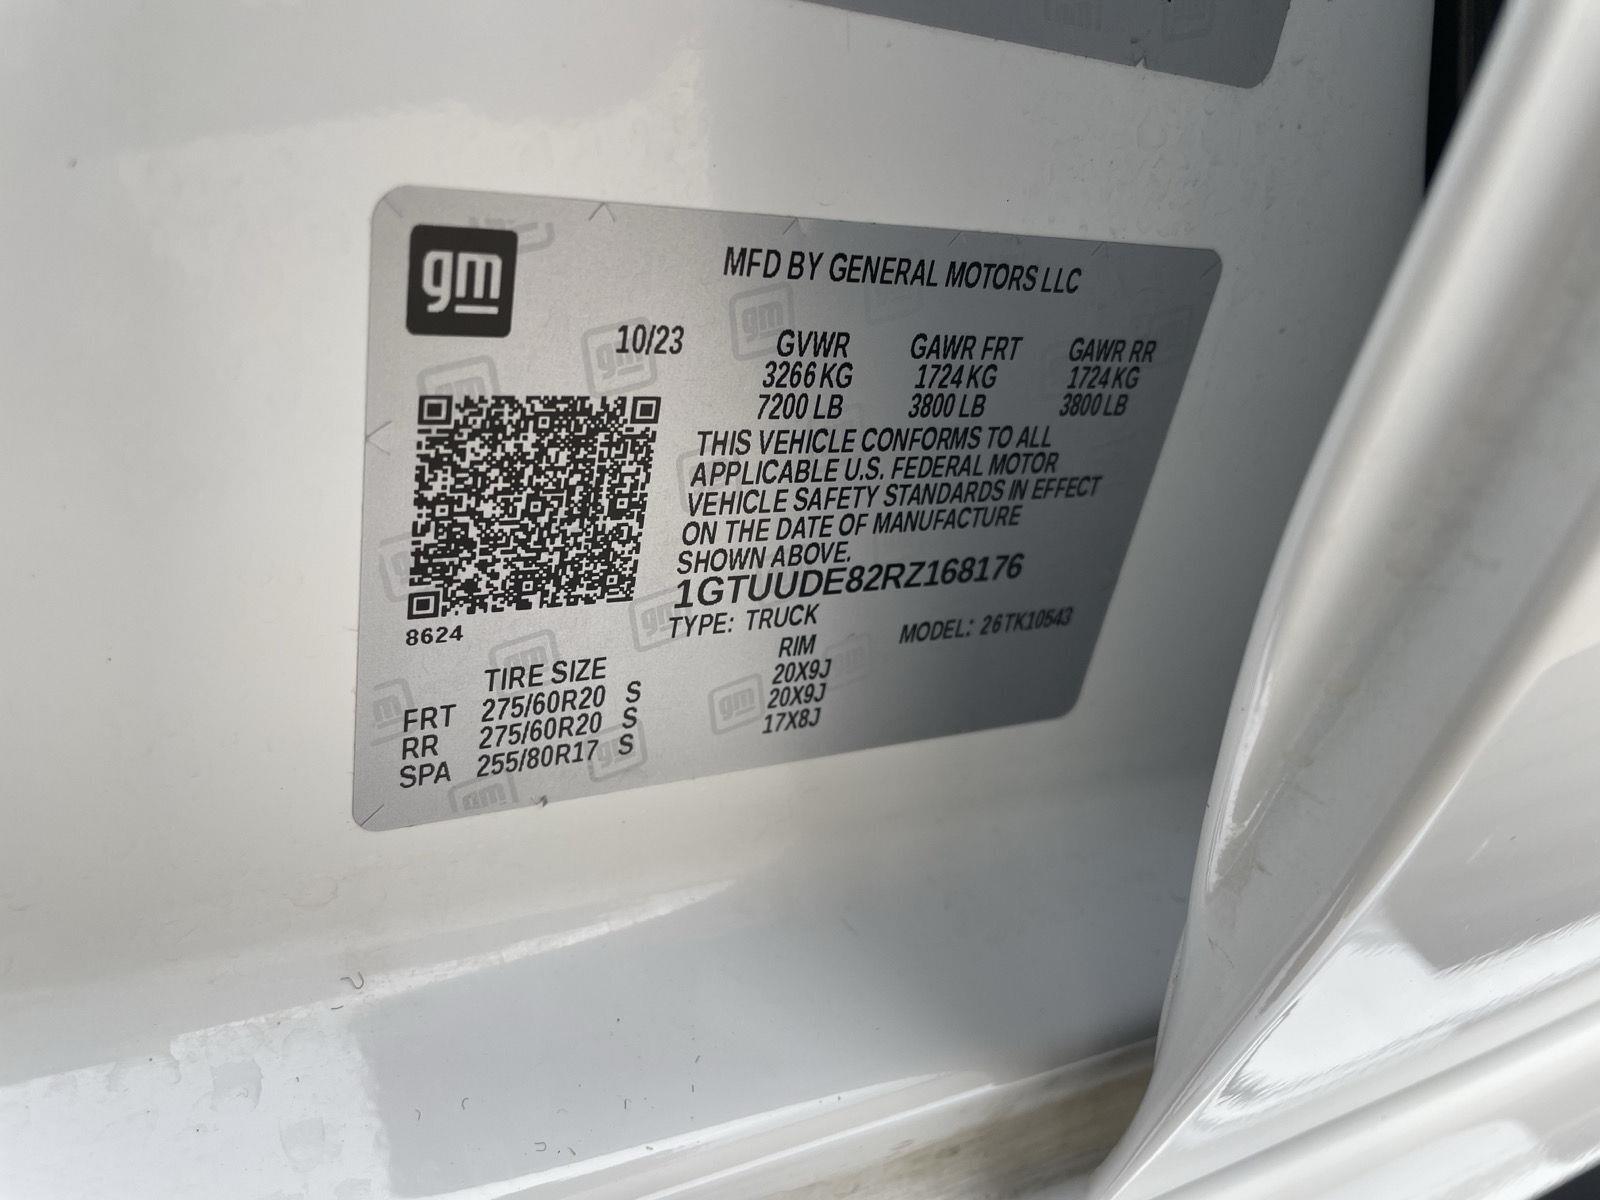 gm
MFD BY GENERAL MOTORS LLC
10/23
GVWR GAWR FRT GAWR RR
3266 KG 1724 KG 1724 KG
7200 LB 3800 LB 3800 LB
THIS VEHICLE CONFORMS TO ALL
APPLICABLE U.S. FEDERAL MOTOR
VEHICLE SAFETY STANDARDS IN EFFECT
ON THE DATE OF MANUFACTURE
SHOWN ABOVE.
1GTUUDE82RZ168176
TYPE: TRUCK MODEL: 26TK10543
8624
TIRE SIZE RIM
FRT 275/60R20 S 20X9J
RR 275/60R20 S 20X9J
SPA 255/80R17 S 17X8J